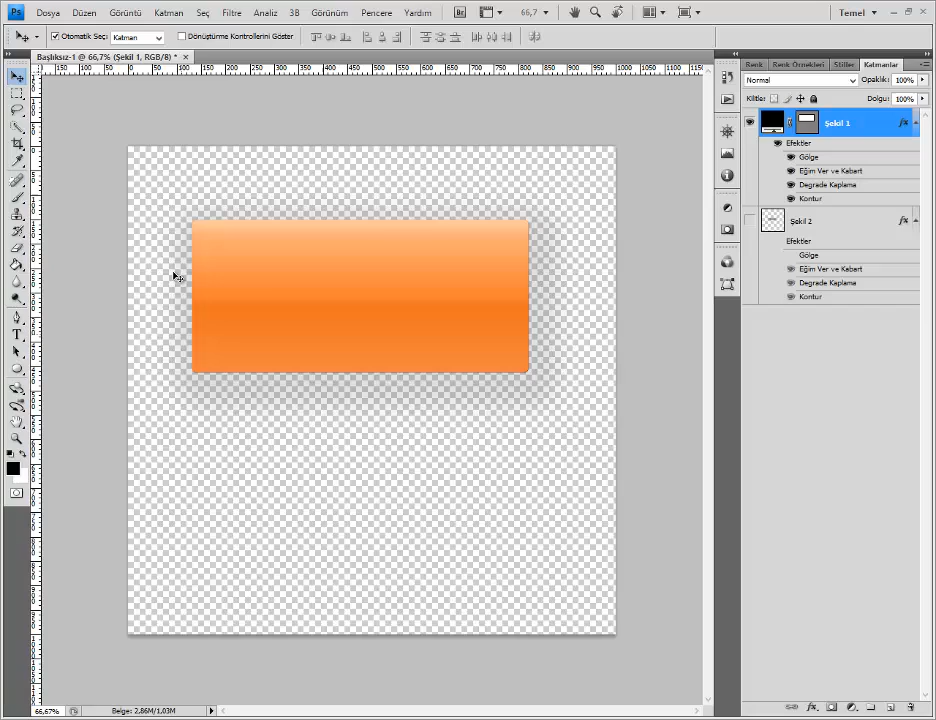 Ps Dosya Düzen Görüntü Katman Seç Filtre Analiz 3B Görünüm Pencere Yardım Br 66,7 Temel
Otomatik Seç: Katman Dönüştürme Kontrollerini Göster
Başlıksız-1 @ 66,7% (Şekil 1, RGB/8) *
Renk Renk Örnekleri Stiller Katmanlar
Normal Opaklık: 100%
Kilitle: Dolgu: 100%
Şekil 1 fx
Efektler
Gölge
Eğim Ver ve Kabart
Degrade Kaplama
Kontur
Şekil 2 fx
Efektler
Gölge
Eğim Ver ve Kabart
Degrade Kaplama
Kontur
66,67% Belge: 2,86M/1,03M